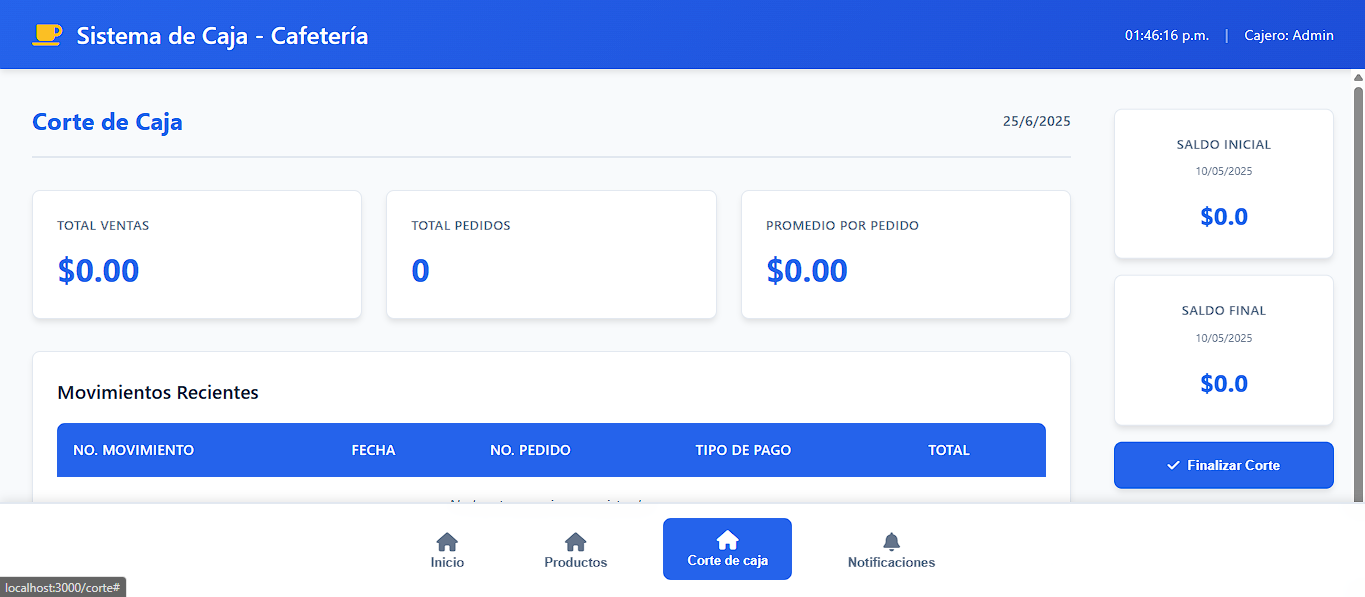 Sistema de Caja - Cafetería
01:46:16 p.m. | Cajero: Admin
Corte de Caja
25/6/2025
TOTAL VENTAS
$0.00
TOTAL PEDIDOS
0
PROMEDIO POR PEDIDO
$0.00
SALDO INICIAL
10/05/2025
$0.0
SALDO FINAL
10/05/2025
$0.0
Finalizar Corte
Movimientos Recientes
NO. MOVIMIENTO FECHA NO. PEDIDO TIPO DE PAGO TOTAL
Inicio
Productos
Corte de caja
Notificaciones
localhost:3000/corte#